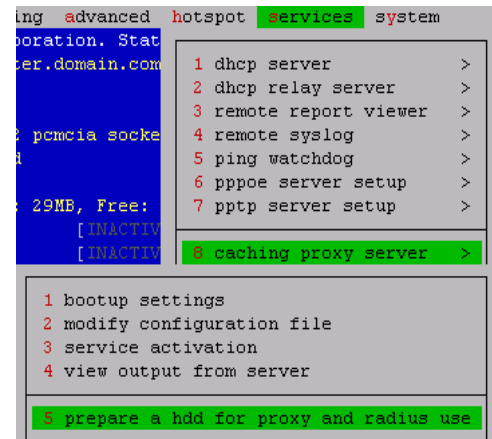 ing advanced hotspot services system
poration. Stat
ter.domain.com
2 pcmcia socke
d
: 29MB, Free:
[INACTIV
[INACTIV
1 dhcp server >
2 dhcp relay server >
3 remote report viewer >
4 remote syslog >
5 ping watchdog >
6 pppoe server setup >
7 pptp server setup >
8 caching proxy server >
1 bootup settings
2 modify configuration file
3 service activation
4 view output from server
5 prepare a hdd for proxy and radius use